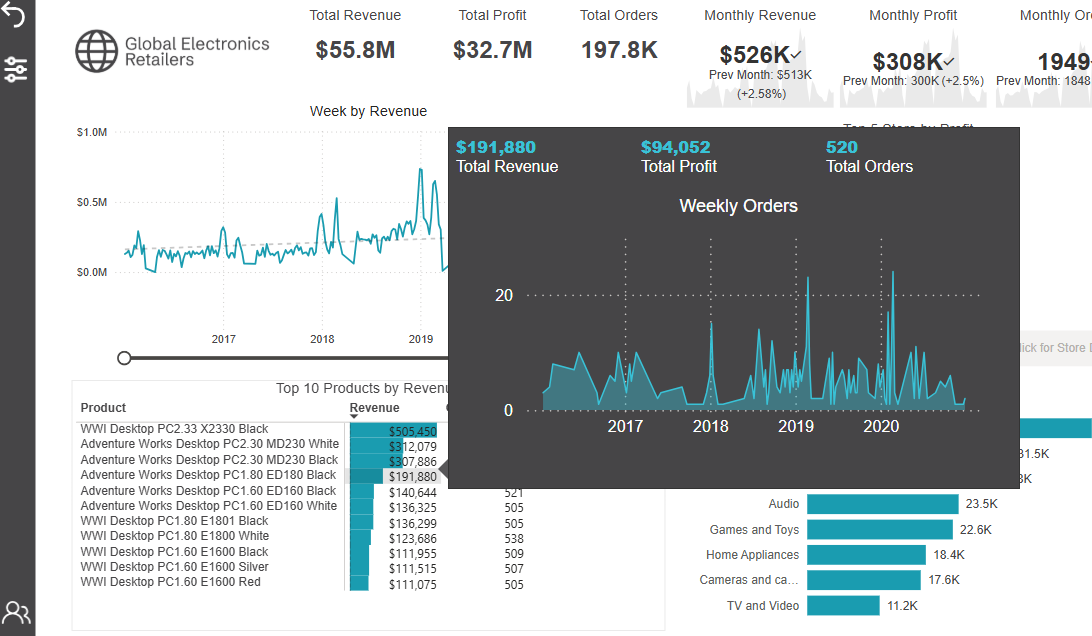 Total Revenue
$55.8M
Total Profit
$32.7M
Total Orders
197.8K
Monthly Revenue
$526K✓
Prev Month: $513K
(+2.58%)
Monthly Profit
$308K✓
Prev Month: 300K (+2.5%)
Monthly Or
1949
Prev Month: 1848
Global Electronics
Retailers
Week by Revenue
$1.0M
$0.5M
$0.0M
2017
2018
2019
$191,880
Total Revenue
$94,052
Total Profit
520
Total Orders
Weekly Orders
20
0
2017
2018
2019
2020
lick for Store
Top 10 Products by Revenu
Product
Revenue
WWI Desktop PC2.33 X2330 Black $505,450
Adventure Works Desktop PC2.30 MD230 White $312,079
Adventure Works Desktop PC2.30 MD230 Black $307,886
Adventure Works Desktop PC1.80 ED180 Black $191,880
Adventure Works Desktop PC1.60 ED160 Black $140,644 521
Adventure Works Desktop PC1.60 ED160 White $136,325 505
WWI Desktop PC1.80 E1801 Black $136,299 505
WWI Desktop PC1.80 E1800 White $123,686 538
WWI Desktop PC1.60 E1600 Black $111,955 509
WWI Desktop PC1.60 E1600 Silver $111,515 507
WWI Desktop PC1.60 E1600 Red $111,075 505
31.5K
Audio 23.5K
Games and Toys 22.6K
Home Appliances 18.4K
Cameras and ca... 17.6K
TV and Video 11.2K